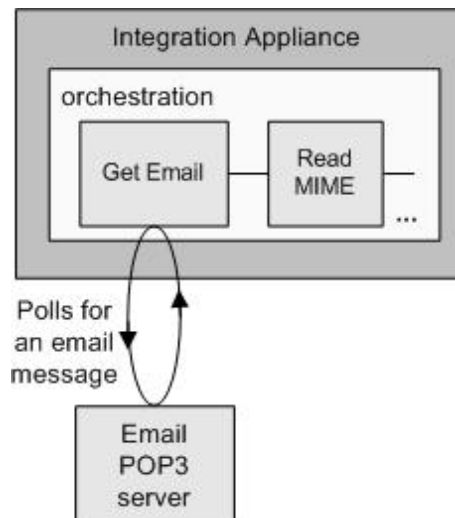 Integration Appliance
orchestration
Get Email
Read
MIME
...
Polls for
an email
message
Email
POP3
server